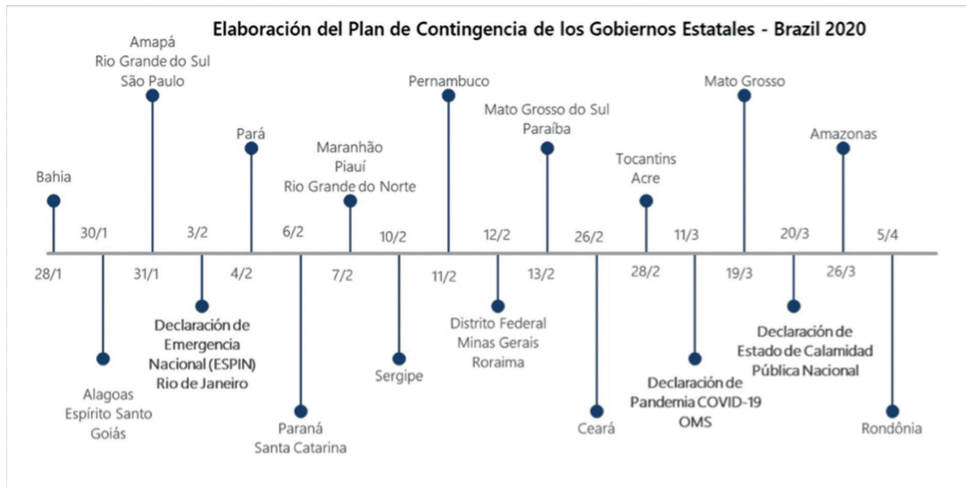 Elaboración del Plan de Contingencia de los Gobiernos Estatales - Brazil 2020
Amapá
Rio Grande do Sul
São Paulo
Pernambuco
Mato Grosso
Mato Grosso do Sul
Paraíba
Pará
Amazonas
Maranhão
Piauí
Rio Grande do Norte
Tocantins
Acre
Bahia
30/1
3/2
6/2
10/2
12/2
26/2
11/3
20/3
5/4
28/1
31/1
4/2
7/2
11/2
13/2
28/2
19/3
26/3
Declaración de
Emergencia
Nacional (ESPIN)
Rio de Janeiro
Distrito Federal
Minas Gerais
Roraima
Declaración de
Estado de Calamidad
Pública Nacional
Alagoas
Espírito Santo
Goiás
Sergipe
Declaración de
Pandemia COVID-19
OMS
Paraná
Santa Catarina
Ceará
Rondônia